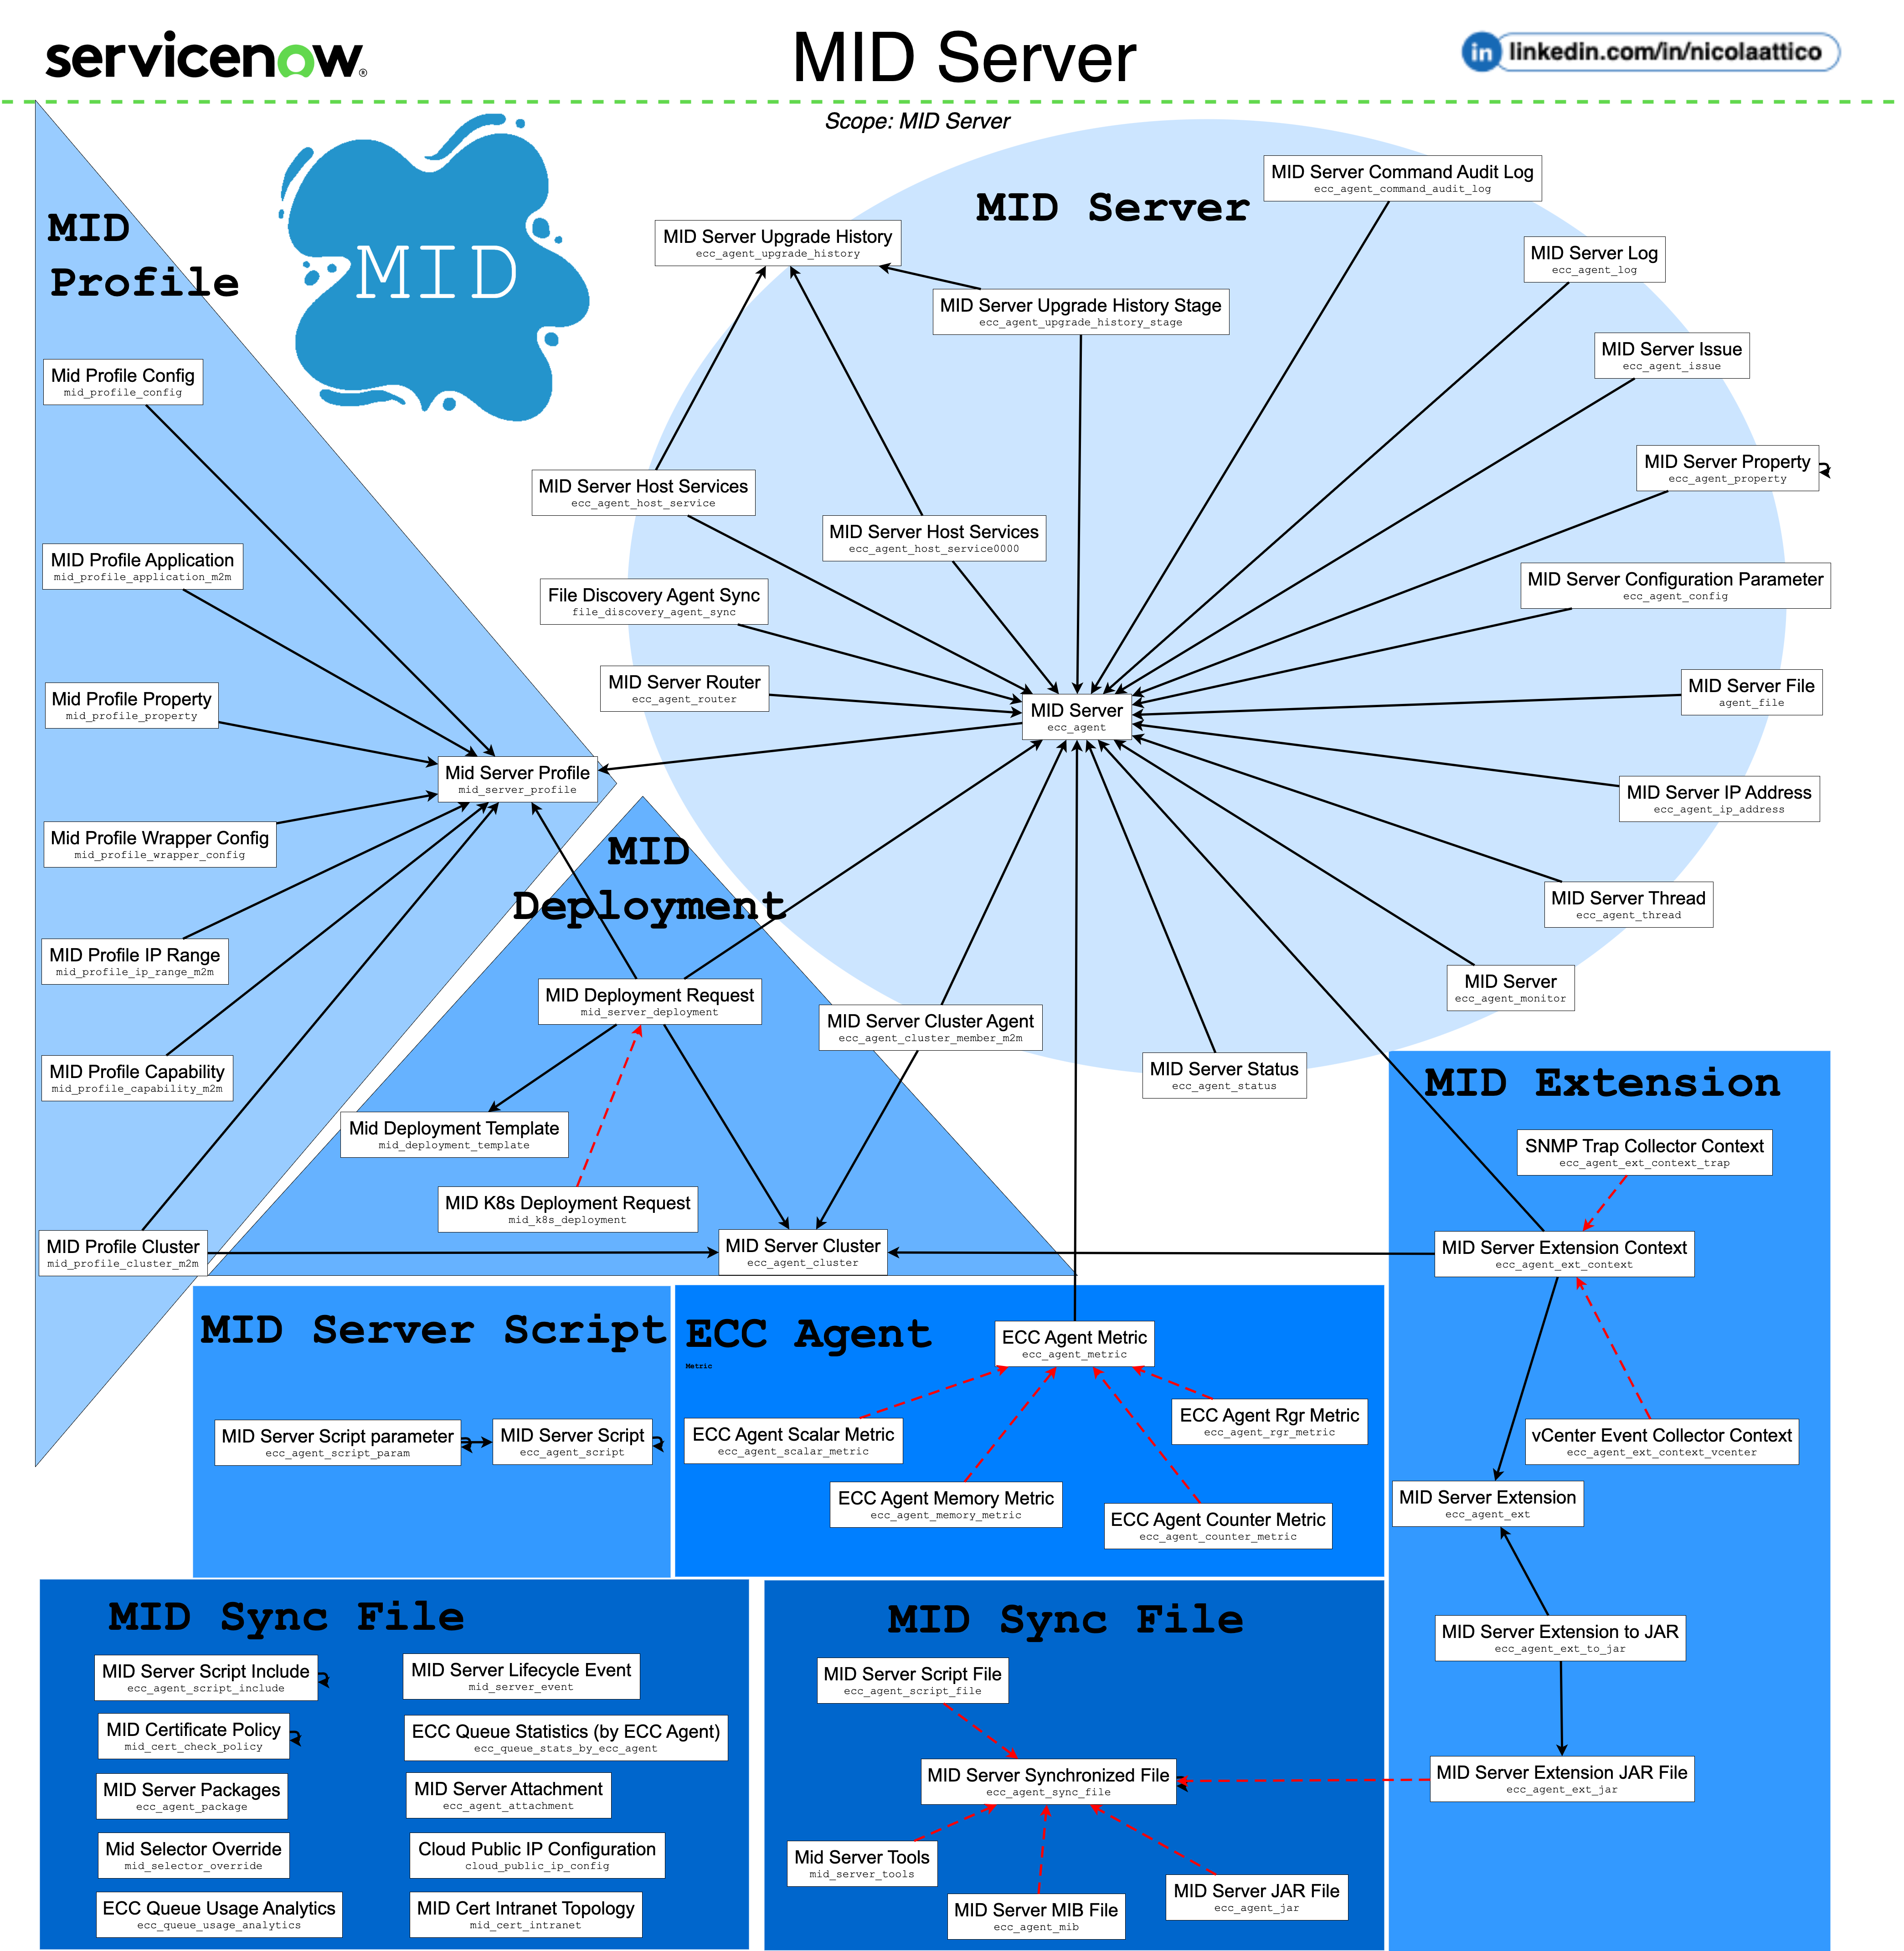 servicenow®
MID Server
in linkedin.com/in/nicolaattico
Scope: MID Server
MID
Profile
MID
MID Server
MID Server Command Audit Log
ecc_agent_command_audit_log
MID Server Upgrade History
ecc_agent_upgrade_history
MID Server Log
ecc_agent_log
MID Server Upgrade History Stage
ecc_agent_upgrade_history_stage
MID Server Issue
ecc_agent_issue
Mid Profile Config
mid_profile_config
MID Server Property
ecc_agent_property
MID Server Host Services
ecc_agent_host_service
MID Server Host Services
ecc_agent_host_service0000
MID Profile Application
mid_profile_application_m2m
MID Server Configuration Parameter
ecc_agent_config
File Discovery Agent Sync
file_discovery_agent_sync
MID Server Router
ecc_agent_router
MID Server File
agent_file
Mid Profile Property
mid_profile_property
MID Server
ecc_agent
Mid Server Profile
mid_server_profile
MID Server IP Address
ecc_agent_ip_address
Mid Profile Wrapper Config
mid_profile_wrapper_config
MID
Deployment
MID Server Thread
ecc_agent_thread
MID Profile IP Range
mid_profile_ip_range_m2m
MID Server
ecc_agent_monitor
MID Deployment Request
mid_server_deployment
MID Server Cluster Agent
ecc_agent_cluster_member_m2m
MID Profile Capability
mid_profile_capability_m2m
MID Server Status
ecc_agent_status
MID Extension
Mid Deployment Template
mid_deployment_template
SNMP Trap Collector Context
ecc_agent_ext_context_trap
MID K8s Deployment Request
mid_k8s_deployment
MID Profile Cluster
mid_profile_cluster_m2m
MID Server Cluster
ecc_agent_cluster
MID Server Extension Context
ecc_agent_ext_context
MID Server Script
ECC Agent
Metric
ECC Agent Metric
ecc_agent_metric
MID Server Script parameter
ecc_agent_script_param
MID Server Script
ecc_agent_script
ECC Agent Scalar Metric
ecc_agent_scalar_metric
ECC Agent Rgr Metric
ecc_agent_rgr_metric
vCenter Event Collector Context
ecc_agent_ext_context_vcenter
ECC Agent Memory Metric
ecc_agent_memory_metric
ECC Agent Counter Metric
ecc_agent_counter_metric
MID Server Extension
ecc_agent_ext
MID Sync File
MID Server Script Include
ecc_agent_script_include
MID Server Lifecycle Event
mid_server_event
MID Certificate Policy
mid_cert_check_policy
ECC Queue Statistics (by ECC Agent)
ecc_queue_stats_by_ecc_agent
MID Server Packages
ecc_agent_package
MID Server Attachment
ecc_agent_attachment
Mid Selector Override
mid_selector_override
Cloud Public IP Configuration
cloud_public_ip_config
ECC Queue Usage Analytics
ecc_queue_usage_analytics
MID Cert Intranet Topology
mid_cert_intranet
MID Sync File
MID Server Script File
ecc_agent_script_file
MID Server Synchronized File
ecc_agent_sync_file
Mid Server Tools
mid_server_tools
MID Server MIB File
ecc_agent_mib
MID Server JAR File
ecc_agent_jar
MID Server Extension to JAR
ecc_agent_ext_to_jar
MID Server Extension JAR File
ecc_agent_ext_jar